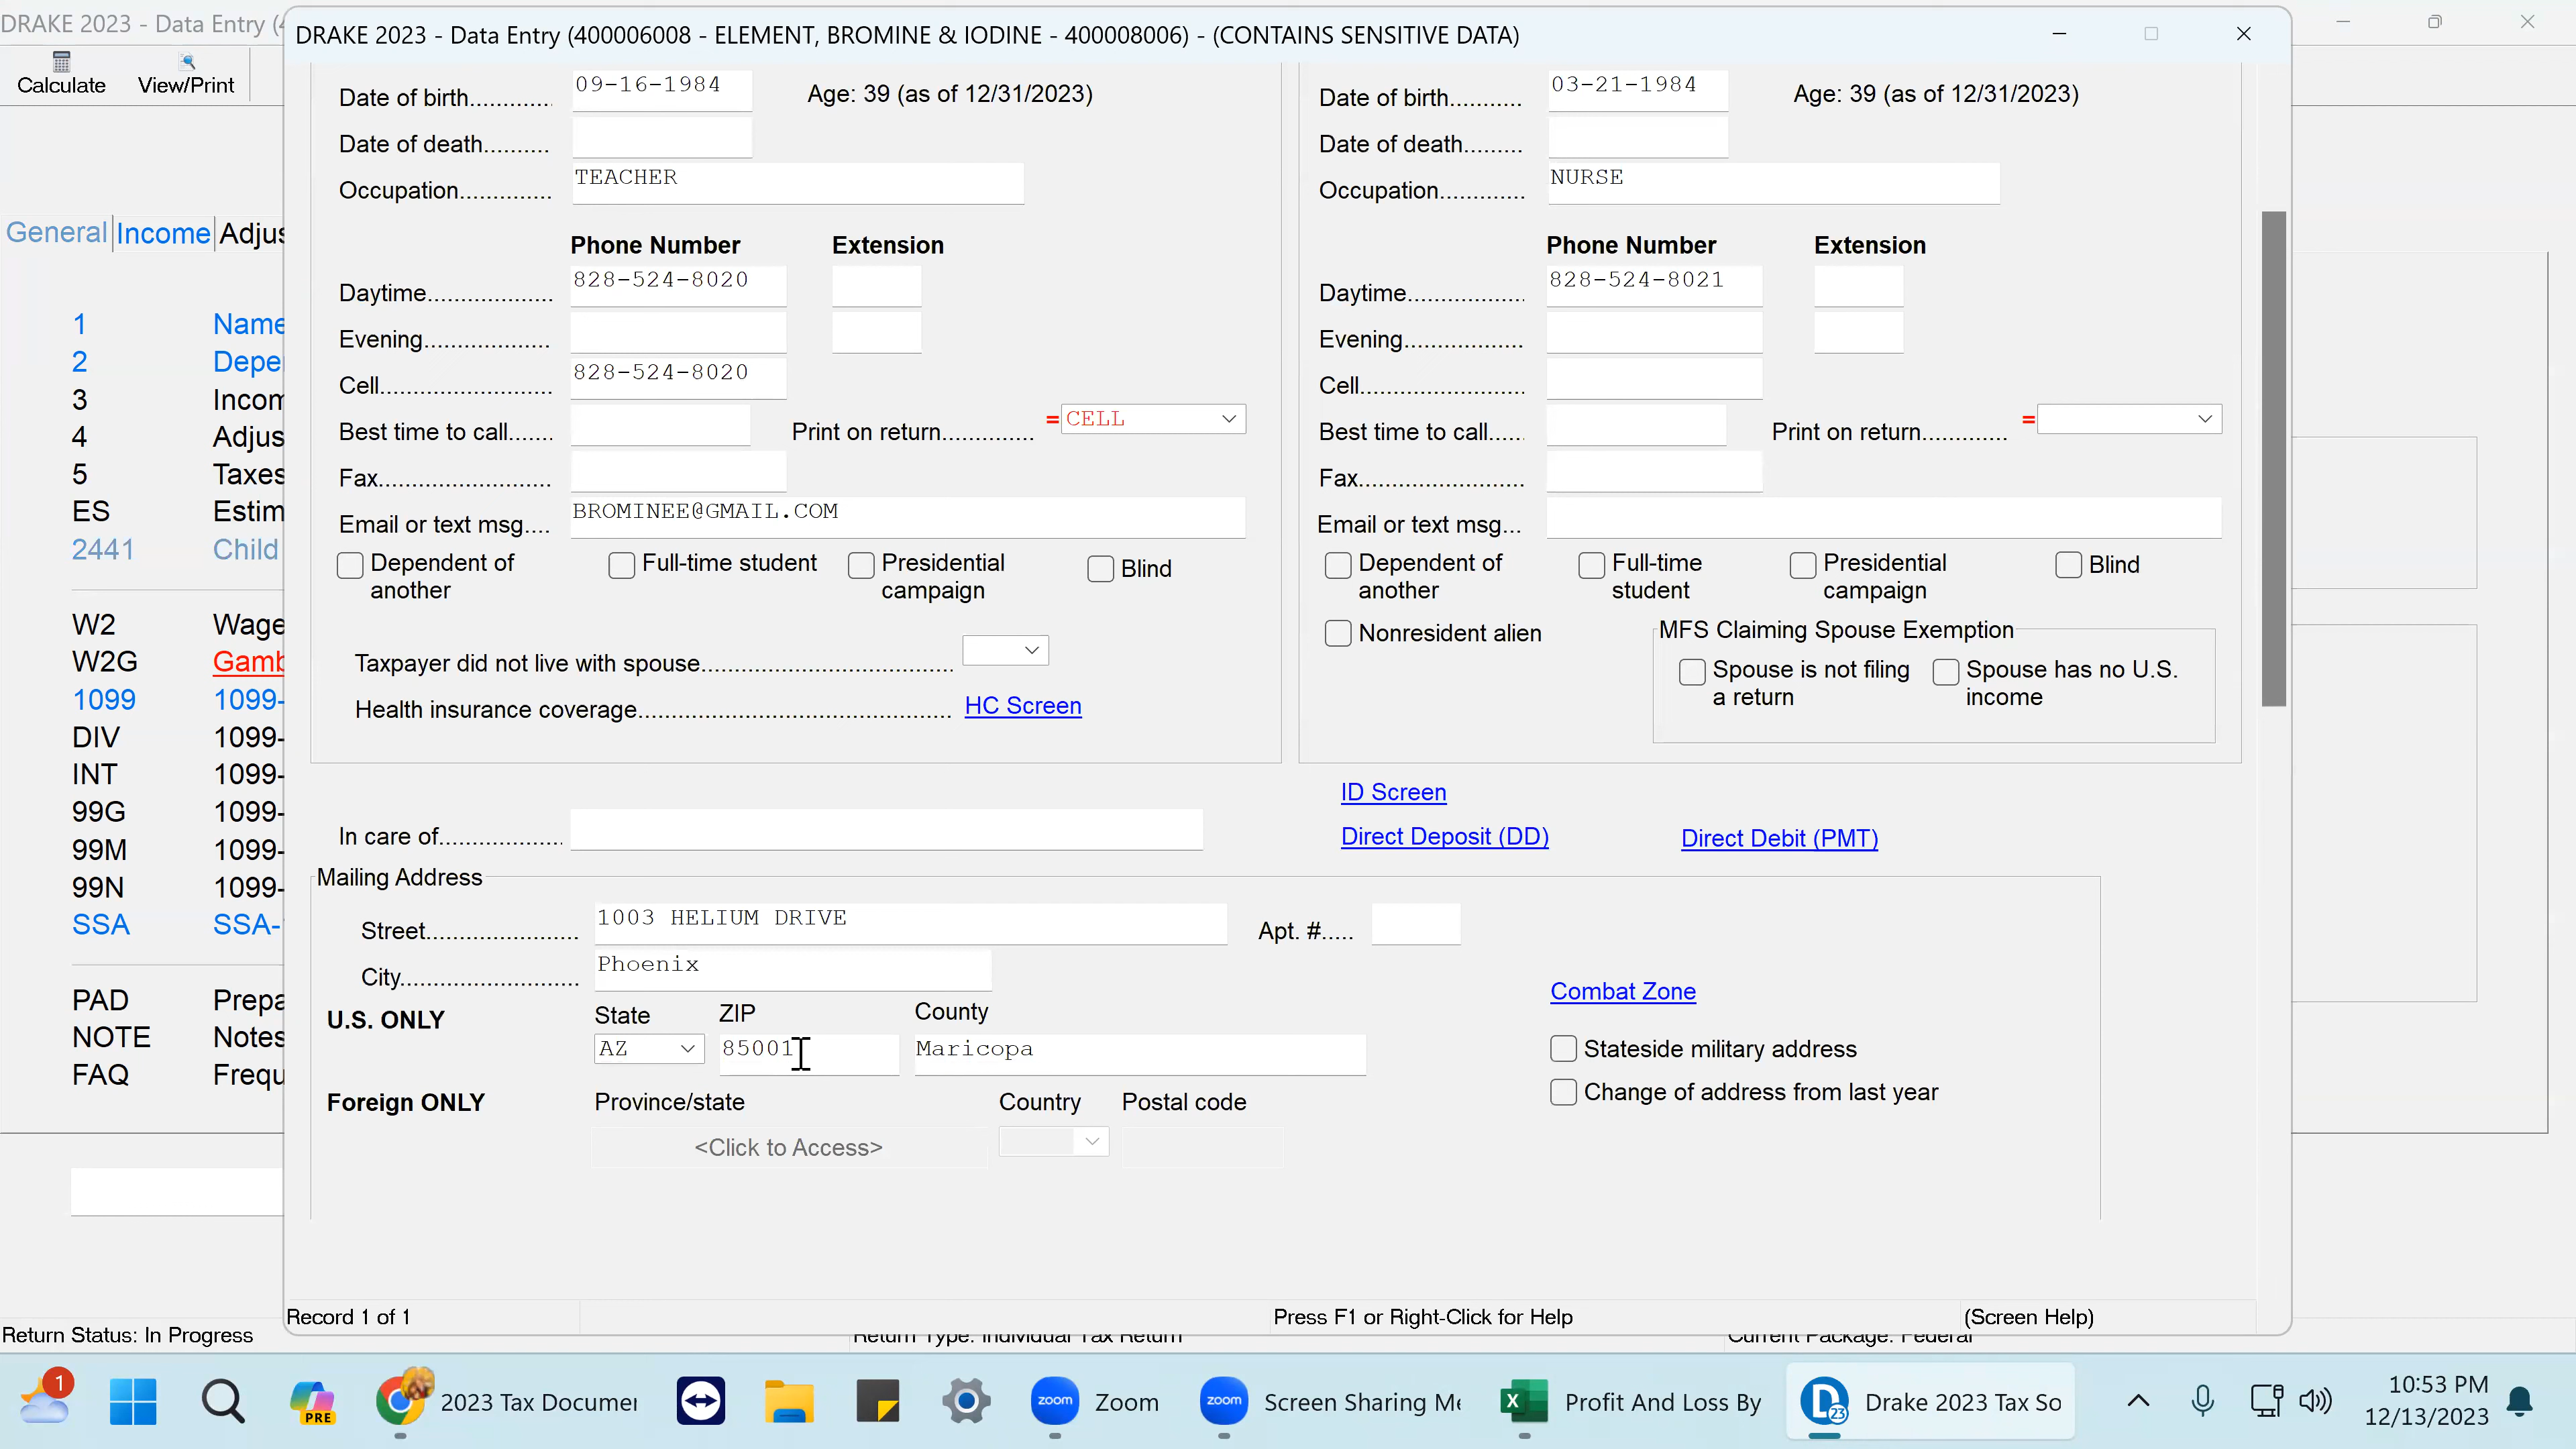 DRAKE 2023 - Data Entry (4
Calculate
View/Print
General
Income
Adjus
1 Name
2 Deper
3 Incom
4 Adjus
5 Taxes
ES Estim
2441 Child
W2 Wage
W2G Gamb
1099 1099-
DIV 1099-
INT 1099-
99G 1099-
99M 1099-
99N 1099-
SSA SSA-
PAD Prepa
NOTE Notes
FAQ Frequ
DRAKE 2023 - Data Entry (400006008 - ELEMENT, BROMINE & IODINE - 400008006) - (CONTAINS SENSITIVE DATA)
Date of birth............ 09-16-1984 Age: 39 (as of 12/31/2023)
Date of death..........
Occupation.............. TEACHER
Phone Number Extension
Daytime................... 828-524-8020
Evening...................
Cell.......................... 828-524-8020
Best time to call....... Print on return.............. = CELL
Fax..........................
Email or text msg.... BROMINEE@GMAIL.COM
Dependent of another
Full-time student
Presidential campaign
Blind
Taxpayer did not live with spouse......................................
Health insurance coverage............................................... HC Screen
Date of birth........... 03-21-1984 Age: 39 (as of 12/31/2023)
Date of death.........
Occupation............. NURSE
Phone Number Extension
Daytime.................. 828-524-8021
Evening..................
Cell.........................
Best time to call..... Print on return............. =
Fax.........................
Email or text msg...
Dependent of another
Full-time student
Presidential campaign
Blind
Nonresident alien
MFS Claiming Spouse Exemption
Spouse is not filing a return
Spouse has no U.S. income
ID Screen
In care of..................
Direct Deposit (DD)
Direct Debit (PMT)
Mailing Address
Street....................... 1003 HELIUM DRIVE Apt. #.....
City........................... Phoenix
U.S. ONLY
State ZIP County
AZ 85001 Maricopa
Combat Zone
Stateside military address
Change of address from last year
Foreign ONLY
Province/state Country Postal code
<Click to Access>
Record 1 of 1
Press F1 or Right-Click for Help
(Screen Help)
Return Status: In Progress
Return Type: Individual Tax Return
Current Package: Federal
1
PRE
2023 Tax Documen
zoom
Zoom
zoom
Screen Sharing Me
Profit And Loss By
D 23
Drake 2023 Tax So
10:53 PM
12/13/2023